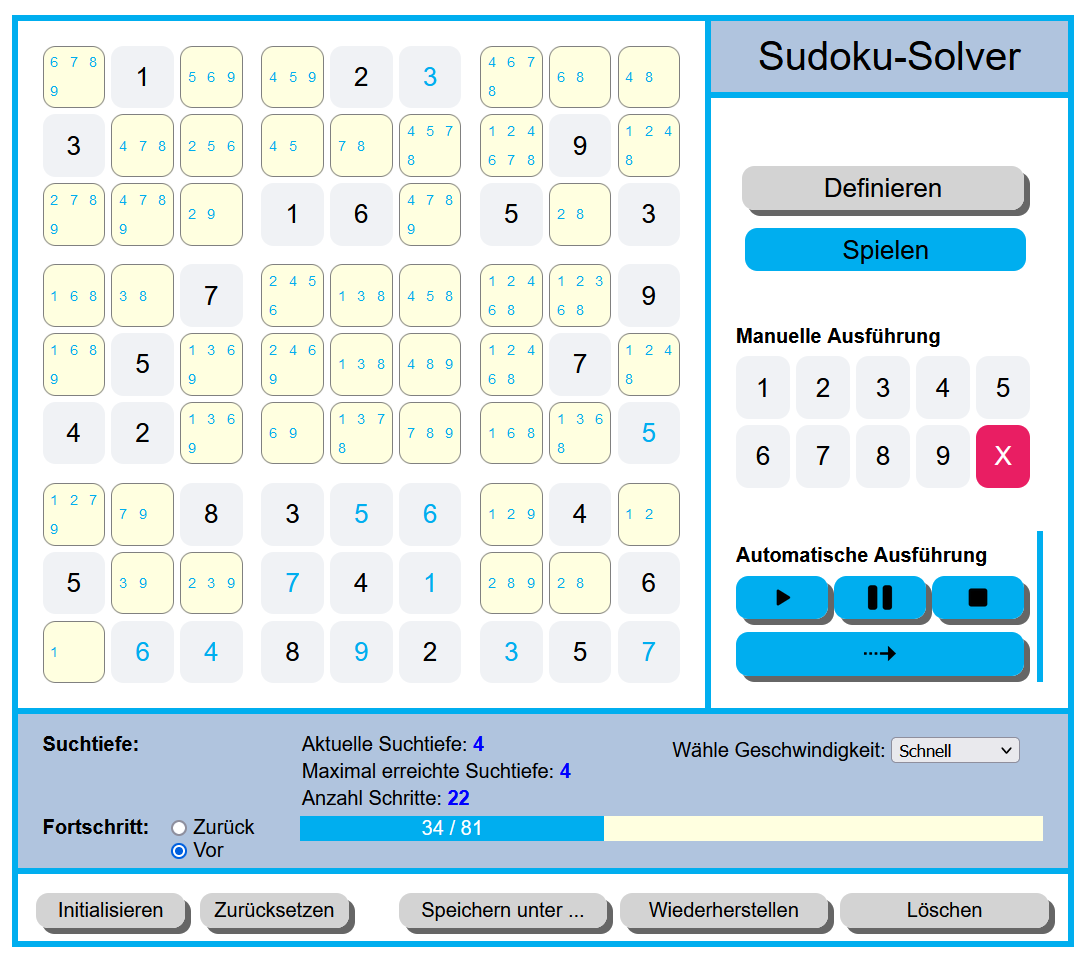 Sudoku-Solver
6 7 8 9 1 5 6 9 4 5 9 2 3 4 6 7 8 6 8 4 8
3 4 7 8 2 5 6 4 5 7 8 4 5 7 8 1 2 4 6 7 8 9 1 2 4 8
2 7 8 9 4 7 8 9 2 9 1 6 4 7 8 9 5 2 8 3
1 6 8 3 8 7 2 4 5 6 1 3 8 4 5 8 1 2 4 6 8 1 2 3 6 8 9
1 6 8 9 5 1 3 6 9 2 4 6 9 1 3 8 4 8 9 1 2 4 6 8 7 1 2 4 8
4 2 1 3 6 9 6 9 1 3 7 8 7 8 9 1 6 8 1 3 6 8 5
1 2 7 9 7 9 8 3 5 6 1 2 9 4 1 2
5 3 9 2 3 9 7 4 1 2 8 9 2 8 6
1 6 4 8 9 2 3 5 7
Definieren
Spielen
Manuelle Ausführung
1 2 3 4 5
6 7 8 9 X
Automatische Ausführung
Suchtiefe:
Aktuelle Suchtiefe: 4
Maximal erreichte Suchtiefe: 4
Anzahl Schritte: 22
Wähle Geschwindigkeit: Schnell
Fortschritt:
Zurück
Vor
34 / 81
Initialisieren Zurücksetzen Speichern unter ... Wiederherstellen Löschen